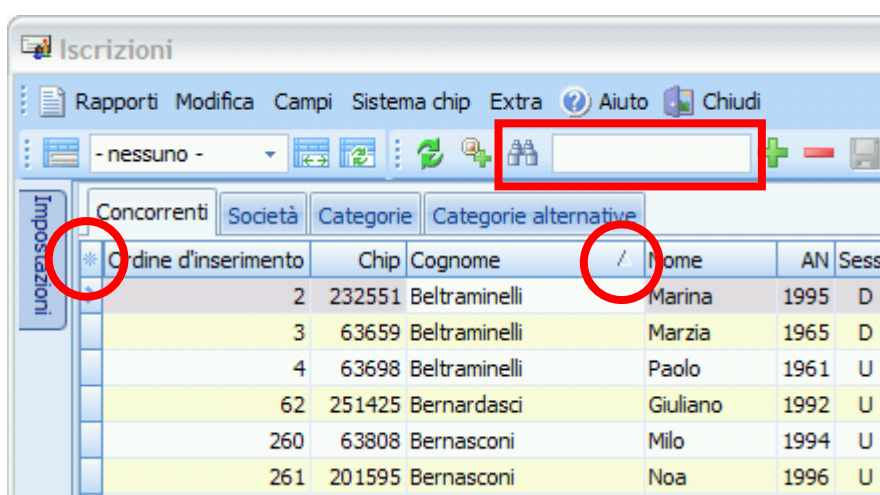 Iscrizioni
Rapporti Modifica Campi Sistema chip Extra Aiuto Chiudi
- nessuno -
Impostazioni
Concorrenti Società Categorie Categorie alternative
Ordine d'inserimento Chip Cognome Nome AN Sess
2 232551 Beltraminelli Marina 1995 D
3 63659 Beltraminelli Marzia 1965 D
4 63698 Beltraminelli Paolo 1961 U
62 251425 Bernardasci Giuliano 1992 U
260 63808 Bernasconi Milo 1994 U
261 201595 Bernasconi Noa 1996 U